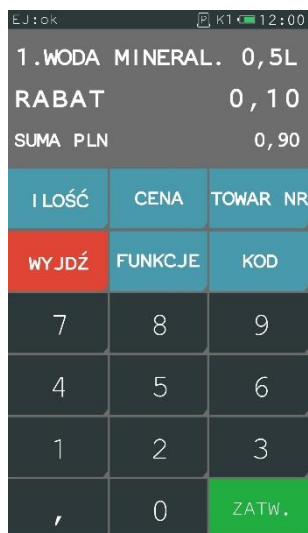 EJ:ok P K1 12:00
1.WODA MINERAL. 0,5L
RABAT 0,10
SUMA PLN 0,90
ILOŚĆ CENA TOWAR NR
WYJDŹ FUNKCJE KOD
7 8 9
4 5 6
1 2 3
, 0 ZATW.